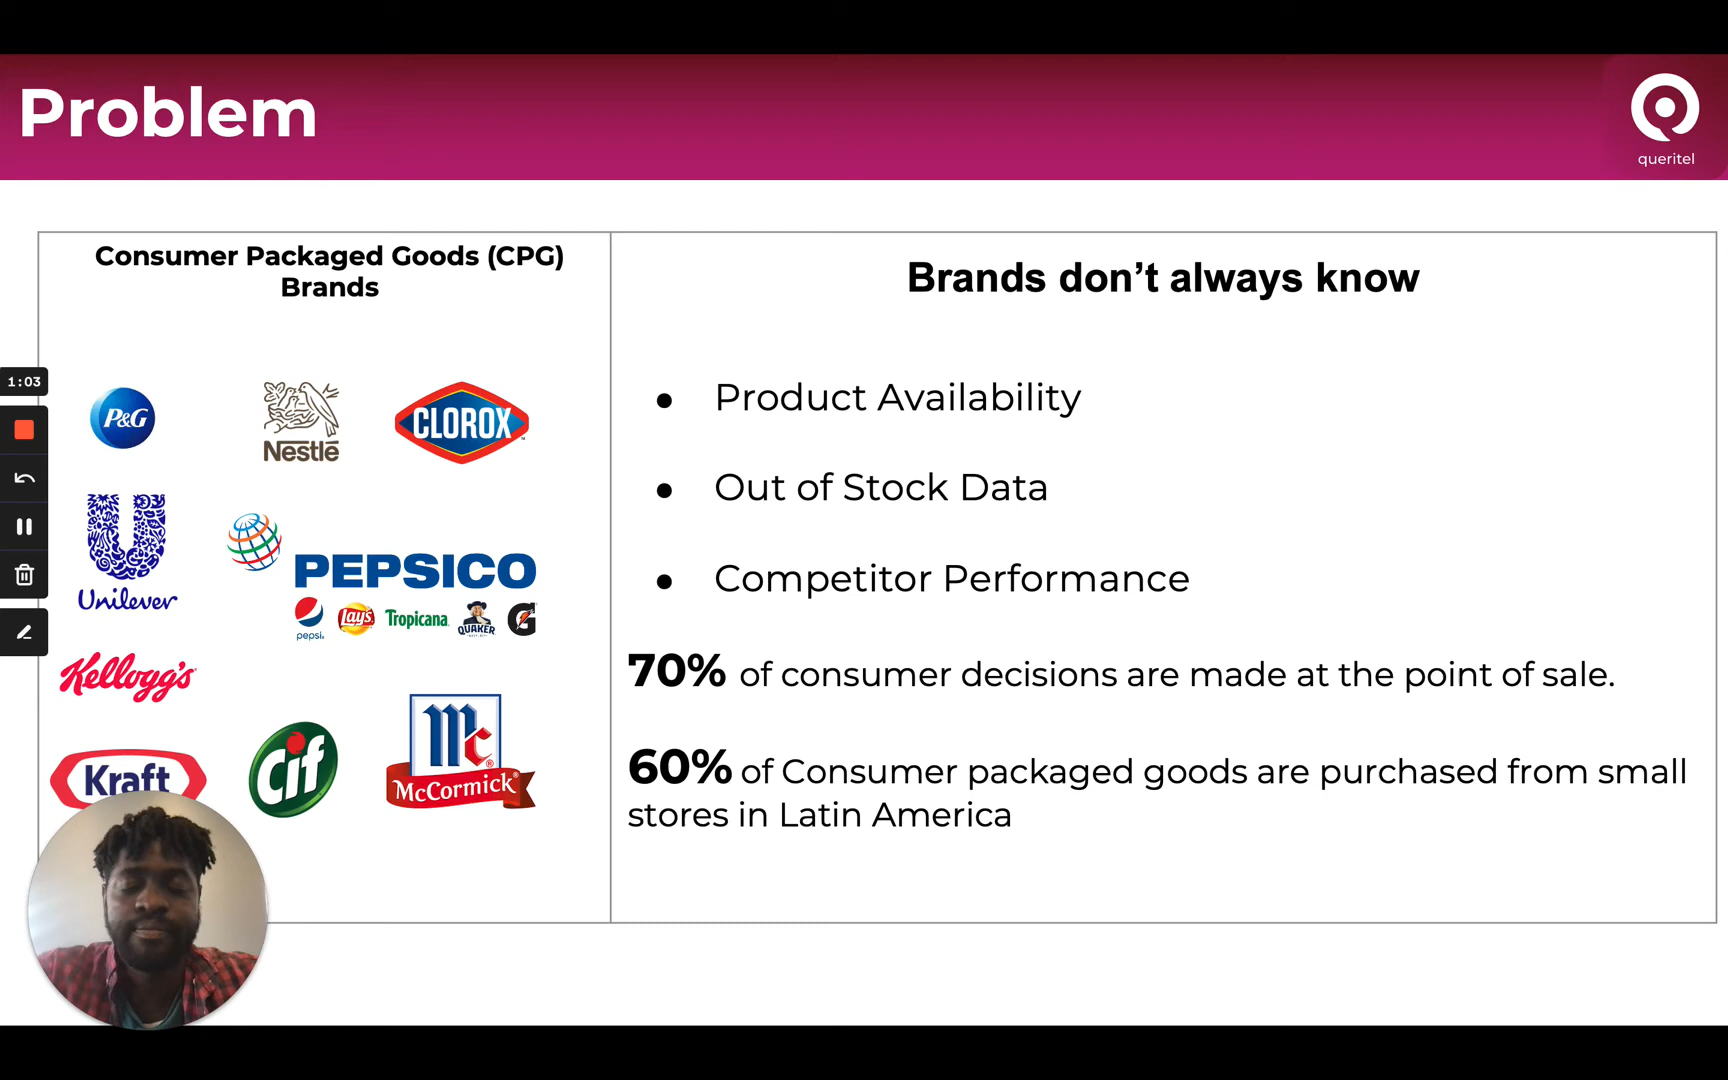 Problem
queritel
Consumer Packaged Goods (CPG)
Brands
P&G
Nestlé
CLOROX
Unilever
PEPSICO
pepsi.
Lay's
Tropicana
QUAKER
G
Kellogg's
Kraft
Cif
Mc
McCormick®
Brands don’t always know
● Product Availability
● Out of Stock Data
● Competitor Performance
70% of consumer decisions are made at the point of sale.
60% of Consumer packaged goods are purchased from small
stores in Latin America
1:03